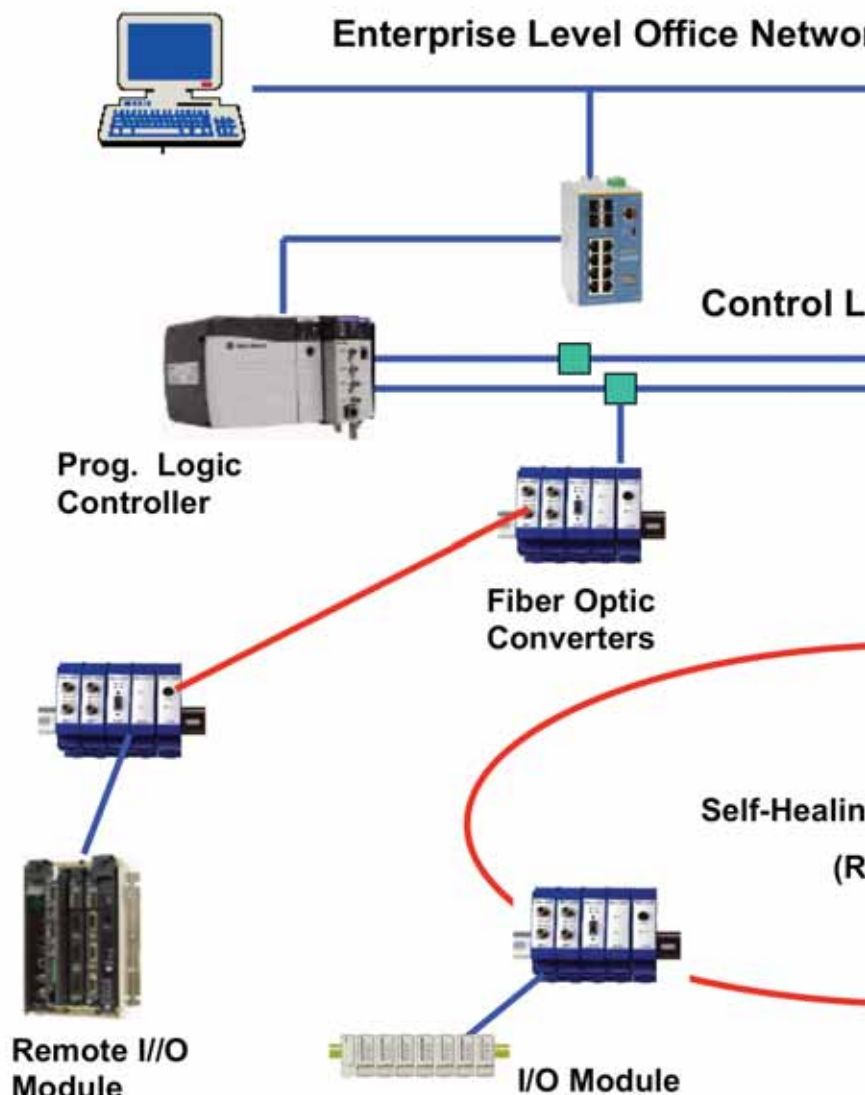 Enterprise Level Office Networ
Control L
Prog. Logic
Controller
Fiber Optic
Converters
Self-Healin
(R
Remote I//O
Module
I/O Module